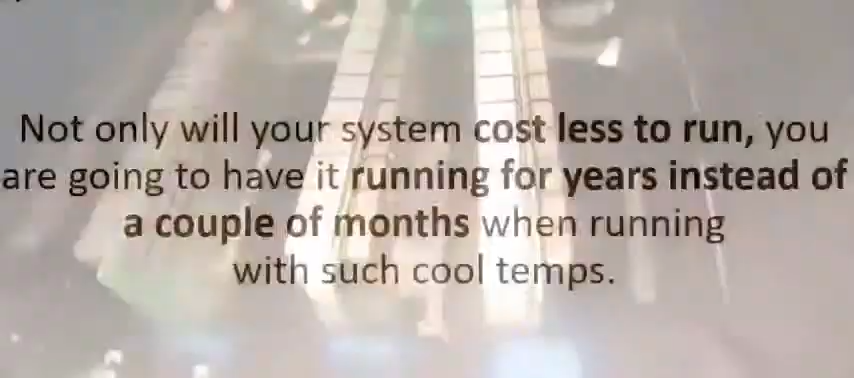 Not only will your system cost less to run, you
are going to have it running for years instead of
a couple of months when running
with such cool temps.